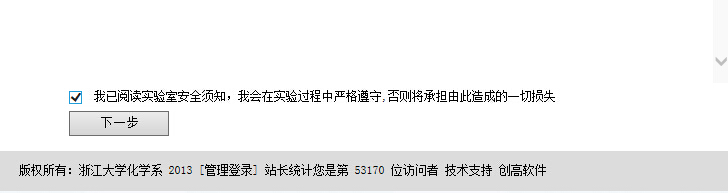 我已阅读实验室安全须知，我会在实验过程中严格遵守,否则将承担由此造成的一切损失
下一步
版权所有：浙江大学化学系 2013 [管理登录] 站长统计您是第 53170 位访问者 技术支持 创高软件